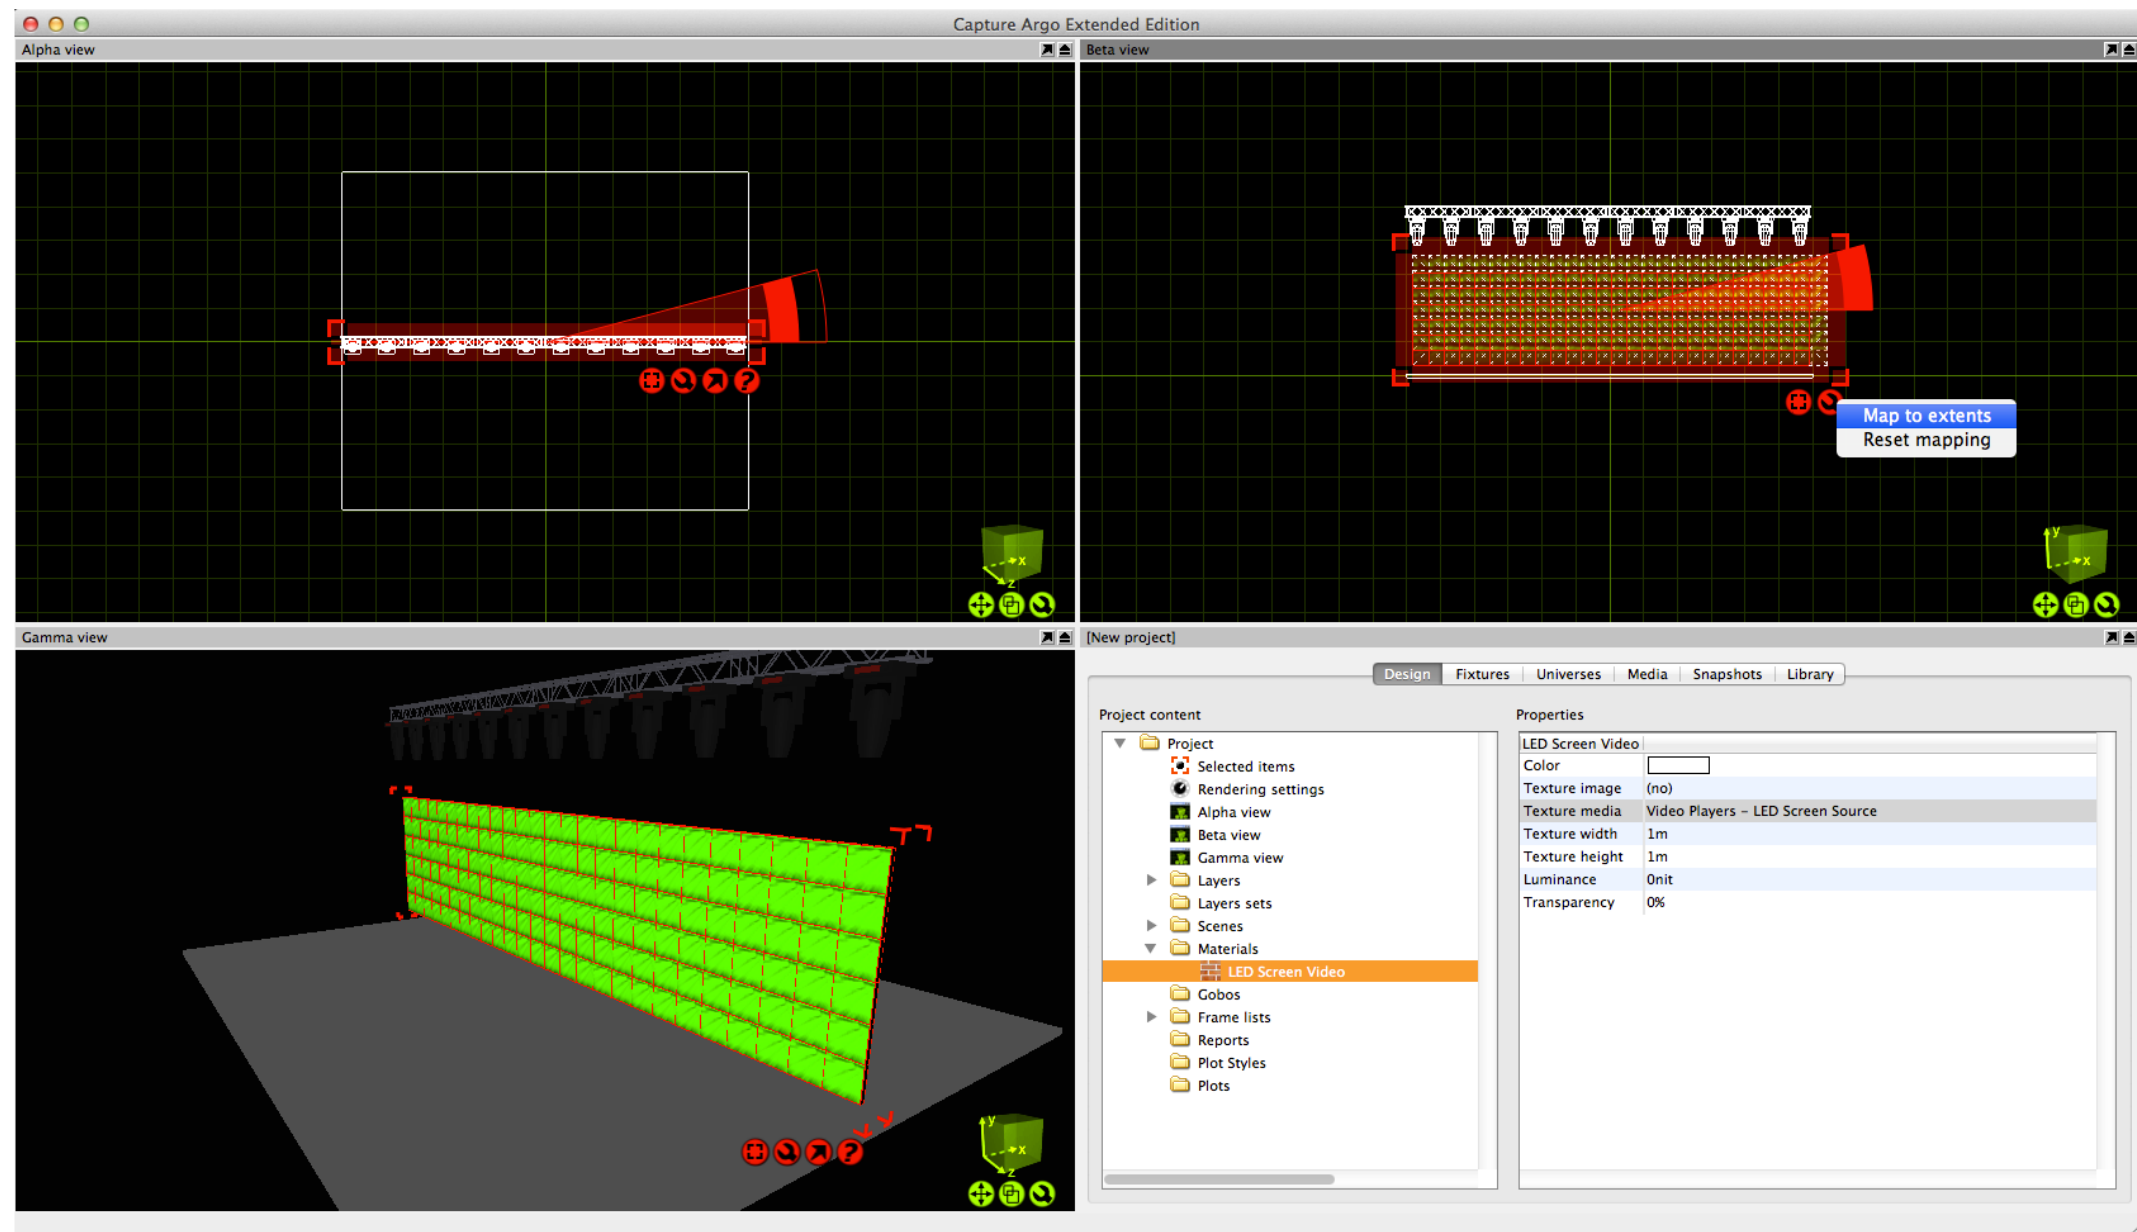 Capture Argo Extended Edition
Alpha view
Beta view
x
z
y
x
Map to extents
Reset mapping
Gamma view
y
x
z
[New project]
Design Fixtures Universes Media Snapshots Library
Project content
Project
Selected items
Rendering settings
Alpha view
Beta view
Gamma view
Layers
Layers sets
Scenes
Materials
LED Screen Video
Gobos
Frame lists
Reports
Plot Styles
Plots
Properties
LED Screen Video
Color
Texture image (no)
Texture media Video Players – LED Screen Source
Texture width 1m
Texture height 1m
Luminance 0nit
Transparency 0%